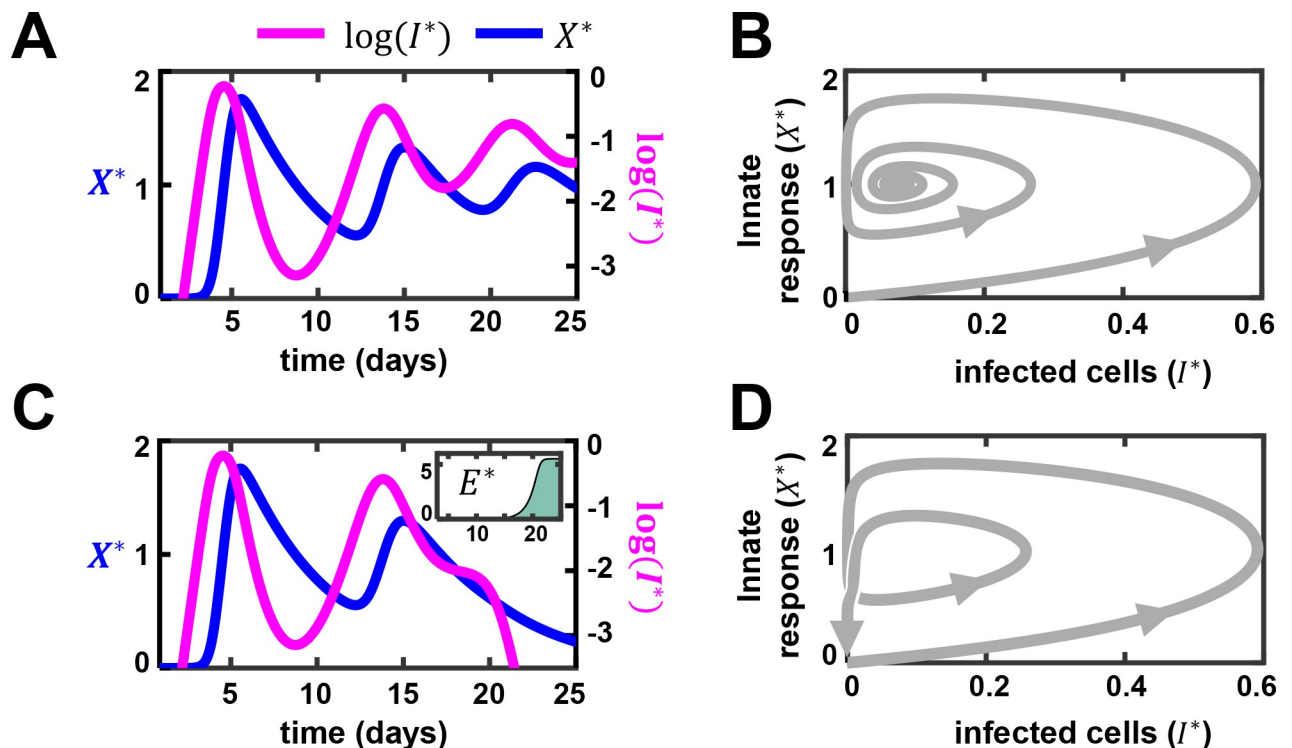 A
log(I*) X*
2
1
0
X*
0
-1
-2
-3
log(I*)
5 10 15 20 25
time (days)
B
Innate
response (X*)
2
1
0
0 0.2 0.4 0.6
infected cells (I*)
C
2
1
0
X*
E*
5
0
10 20
0
-1
-2
-3
log(I*)
5 10 15 20 25
time (days)
D
Innate
response (X*)
2
1
0
0 0.2 0.4 0.6
infected cells (I*)